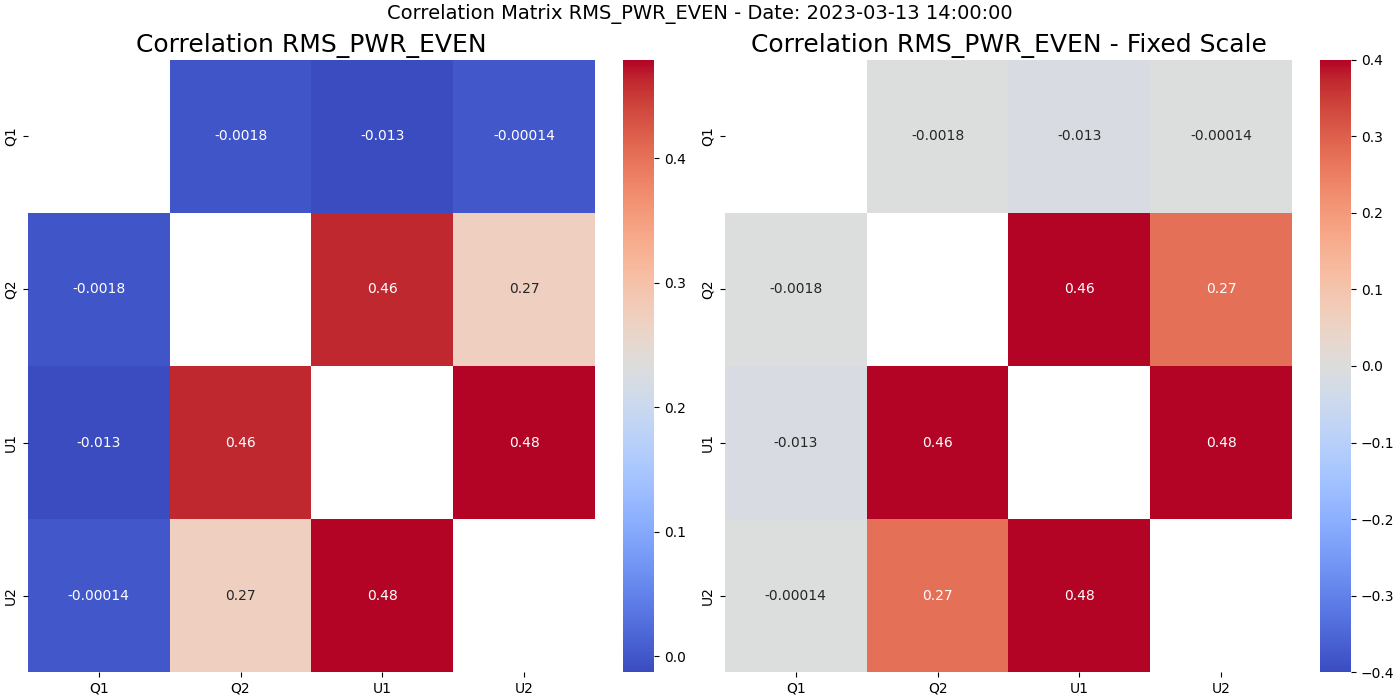 Correlation Matrix RMS_PWR_EVEN - Date: 2023-03-13 14:00:00
Correlation RMS_PWR_EVEN
Q1
-0.0018 -0.013 -0.00014
Q2
-0.0018 0.46 0.27
U1
-0.013 0.46 0.48
U2
-0.00014 0.27 0.48
Q1 Q2 U1 U2
0.4
0.3
0.2
0.1
0.0
Correlation RMS_PWR_EVEN - Fixed Scale
Q1
-0.0018 -0.013 -0.00014
Q2
-0.0018 0.46 0.27
U1
-0.013 0.46 0.48
U2
-0.00014 0.27 0.48
Q1 Q2 U1 U2
0.4
0.3
0.2
0.1
0.0
−0.1
−0.2
−0.3
−0.4